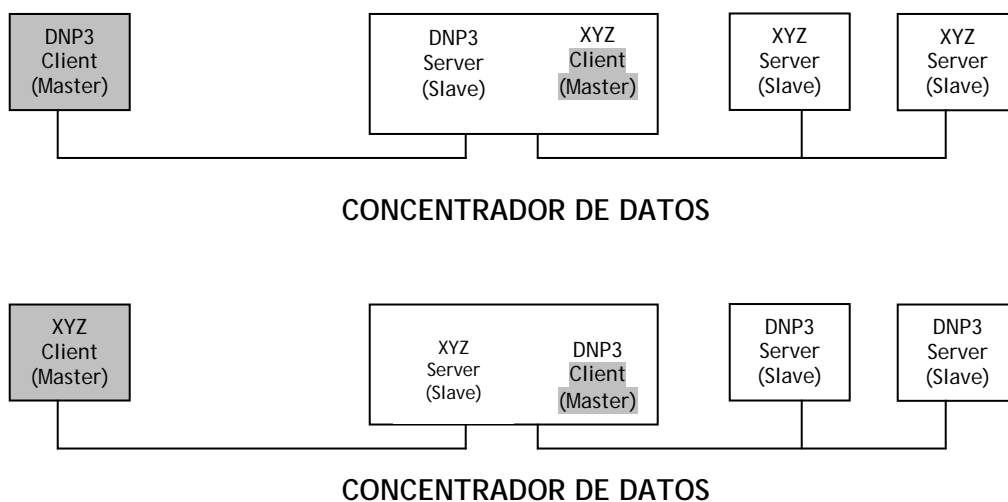 DNP3
Client
(Master)
DNP3
Server
(Slave)
XYZ
Client
(Master)
XYZ
Server
(Slave)
XYZ
Server
(Slave)
CONCENTRADOR DE DATOS
XYZ
Client
(Master)
XYZ
Server
(Slave)
DNP3
Client
(Master)
DNP3
Server
(Slave)
DNP3
Server
(Slave)
CONCENTRADOR DE DATOS